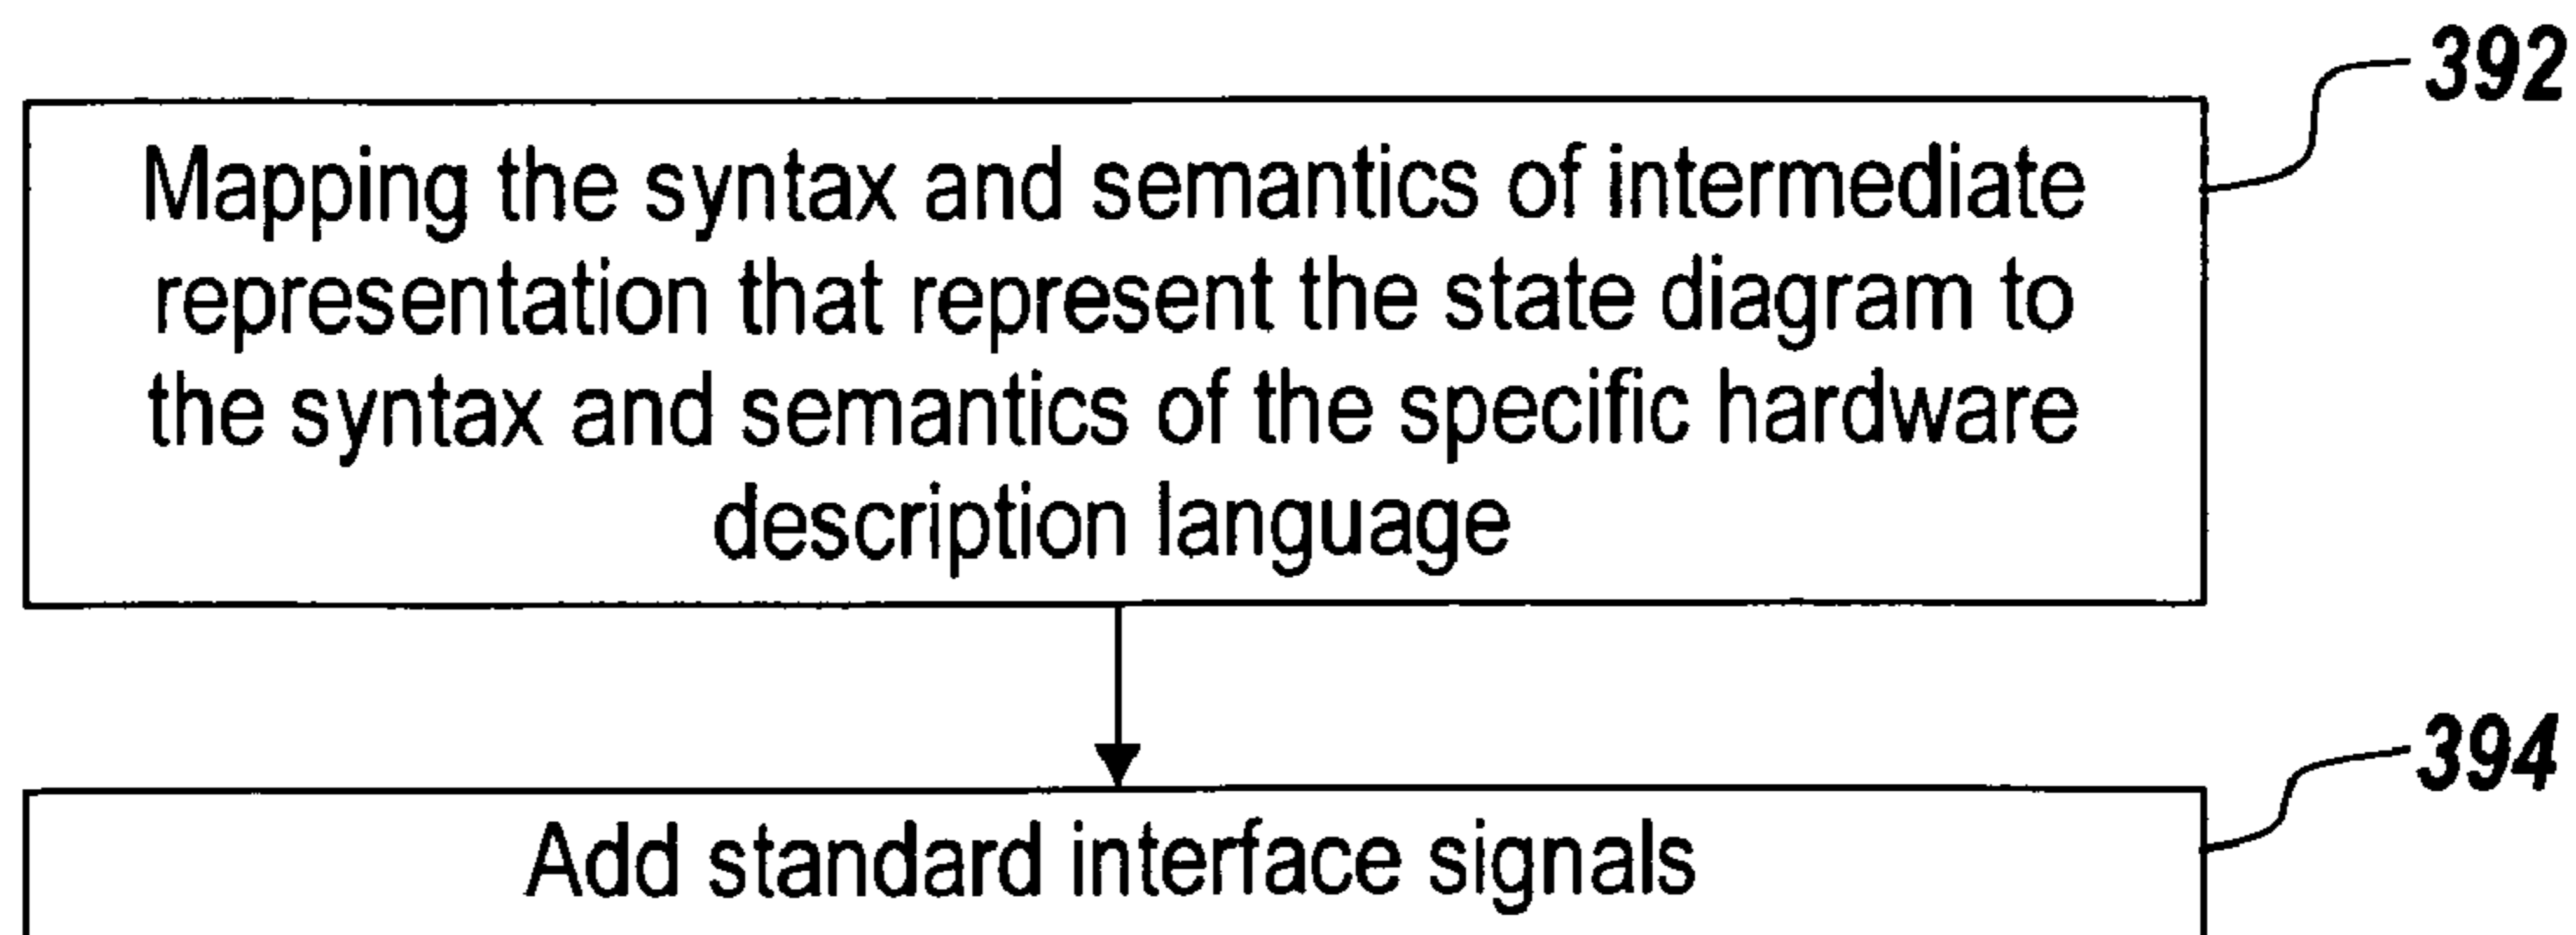 392
Mapping the syntax and semantics of intermediate
representation that represent the state diagram to
the syntax and semantics of the specific hardware
description language
394
Add standard interface signals